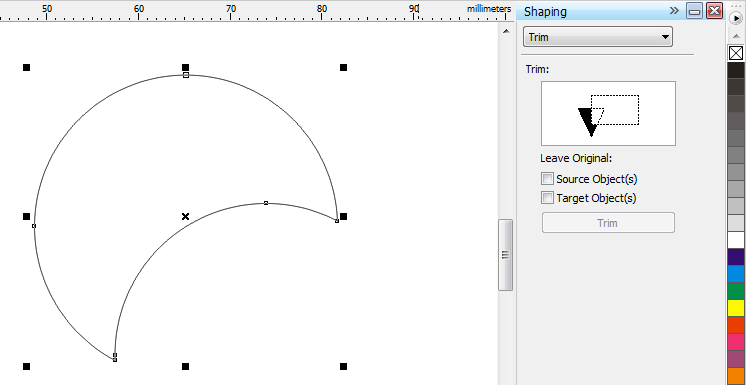 50 60 70 80 90 millimeters
Shaping
Trim
Trim:
Leave Original:
Source Object(s)
Target Object(s)
Trim